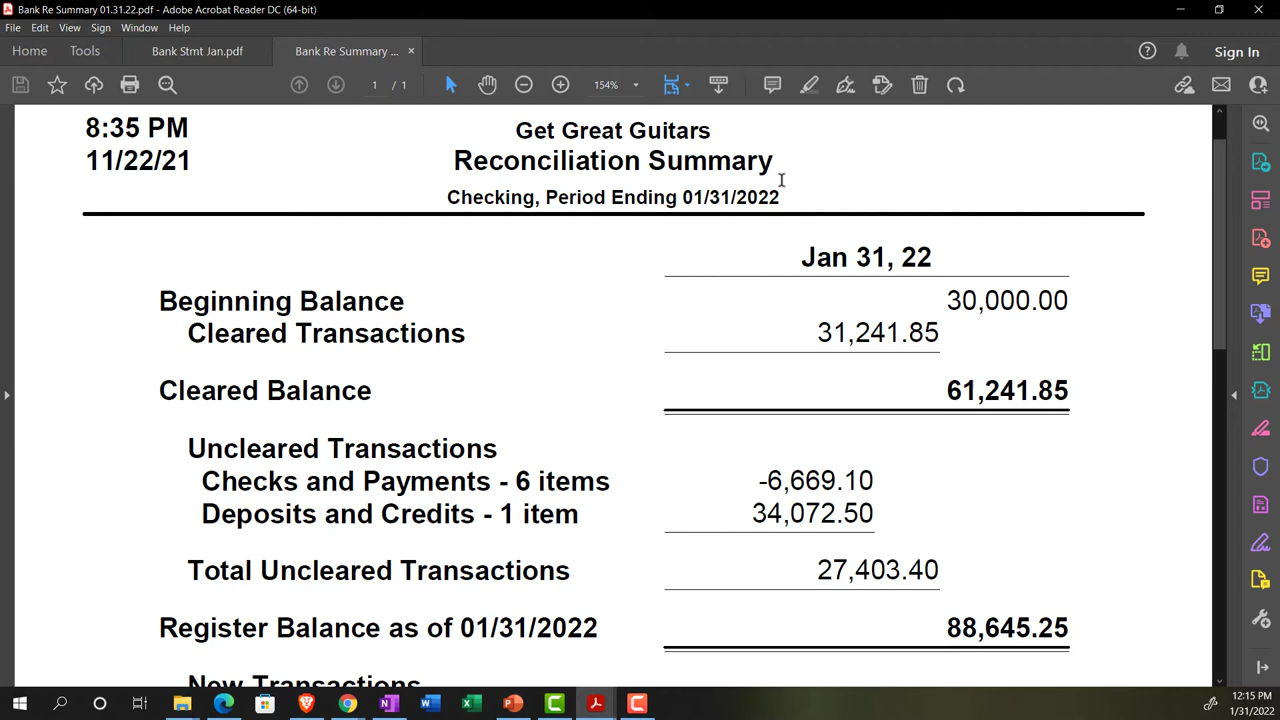 Bank Re Summary 01.31.22.pdf - Adobe Acrobat Reader DC (64-bit)
File Edit View Sign Window Help
Home Tools Bank Stmt Jan.pdf Bank Re Summary ... × Sign In
1 / 1 154%
8:35 PM
Get Great Guitars
11/22/21
Reconciliation Summary
Checking, Period Ending 01/31/2022
Jan 31, 22
Beginning Balance 30,000.00
Cleared Transactions 31,241.85
Cleared Balance 61,241.85
Uncleared Transactions
Checks and Payments - 6 items -6,669.10
Deposits and Credits - 1 item 34,072.50
Total Uncleared Transactions 27,403.40
Register Balance as of 01/31/2022 88,645.25
New Transactions
12:15 PM
1/31/2022